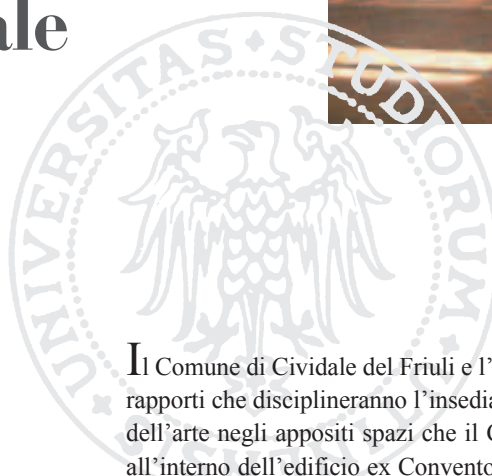 ale
UNIVERSITAS • STUDIORUM
Il Comune di Cividale del Friuli e l’
rapporti che disciplineranno l’insedia
dell’arte negli appositi spazi che il C
all’interno dell’edificio ex Convento